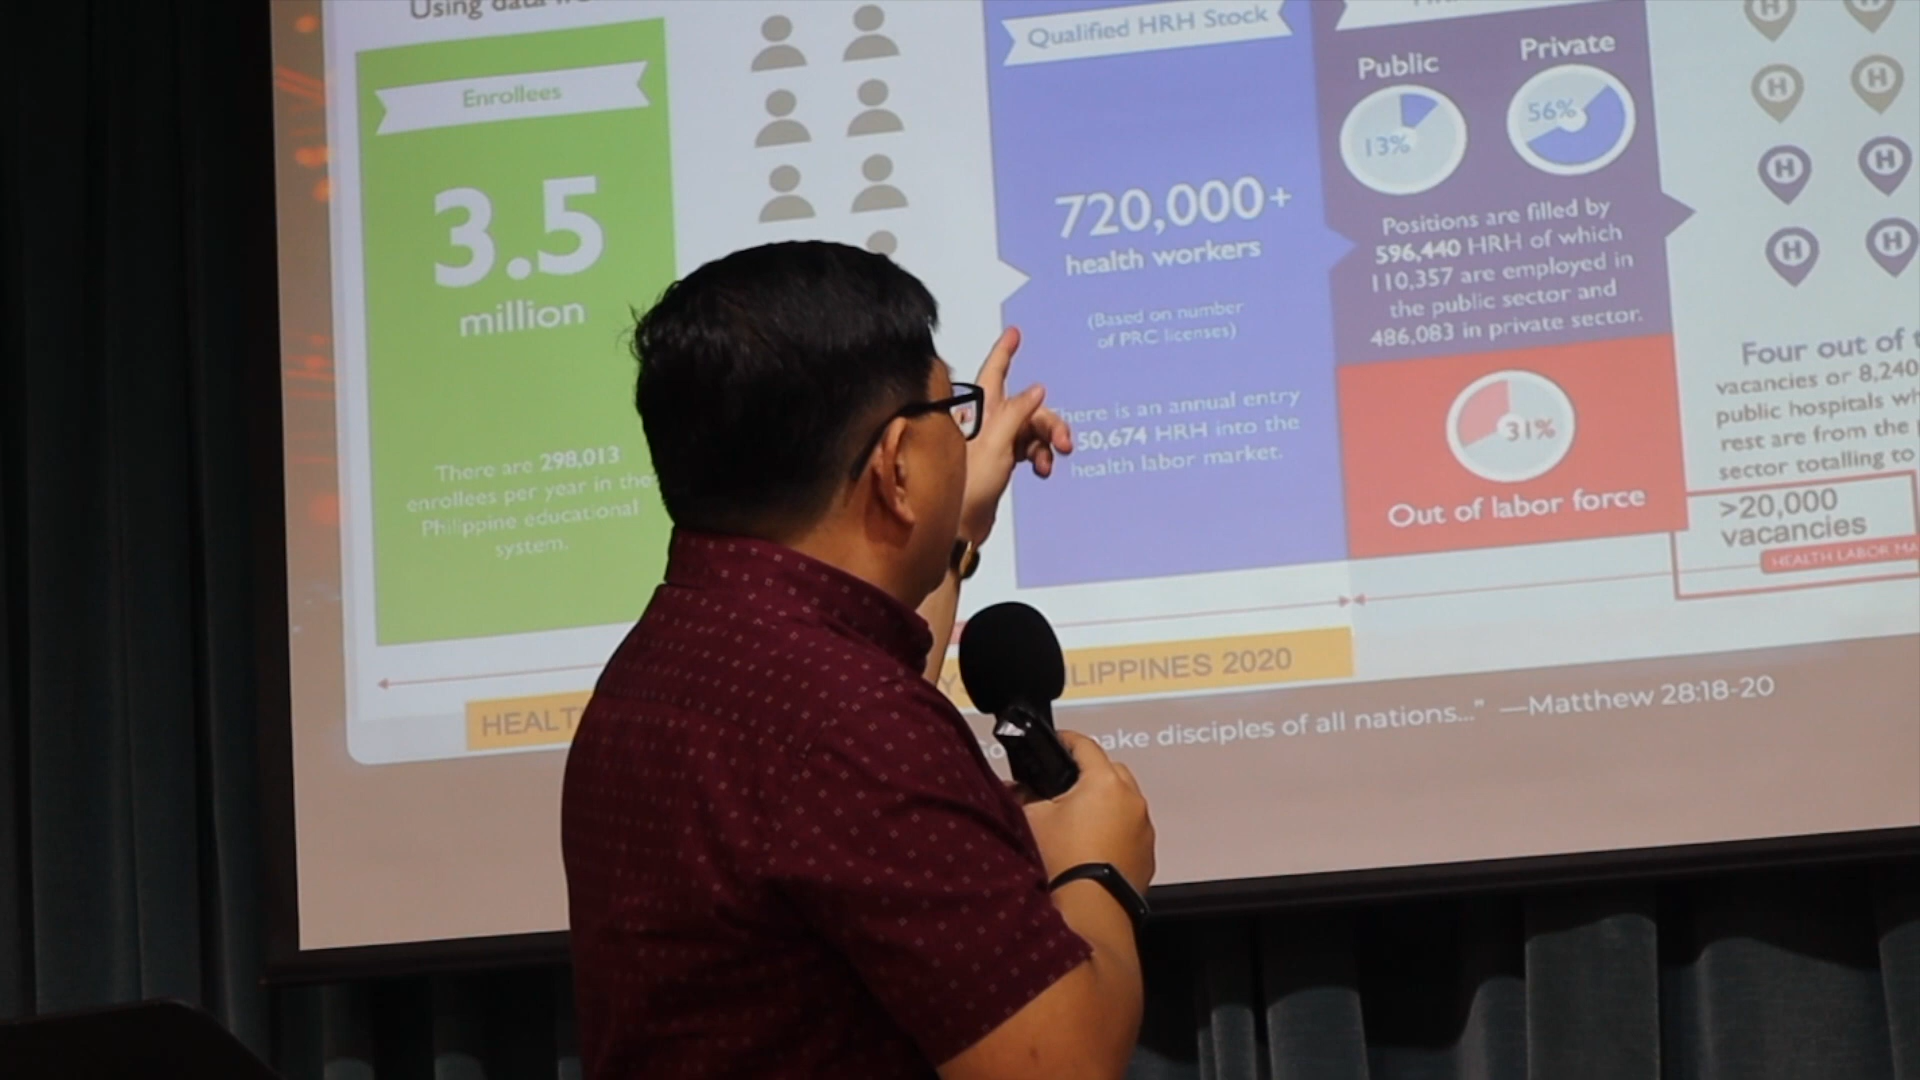 Using data
Enrollees
3.5
million
There are 298,013
enrollees per year in the
Philippine educational
system.
Qualified HRH Stock
720,000+
health workers
(Based on number
of PRC licenses)
here is an annual entry
50,674 HRH into the
health labor market.
Public
Private
13%
56%
Positions are filled by
596,440 HRH of which
110,357 are employed in
the public sector and
486,083 in private sector.
31%
Out of labor force
H
H
H
H
H
H
H
H
Four out of
vacancies or 8,240
public hospitals
rest are from the
sector totalling to
>20,000
vacancies
HEALTH LABOR MA
HEALT
LIPPINES 2020
ake disciples of all nations..." —Matthew 28:18-20